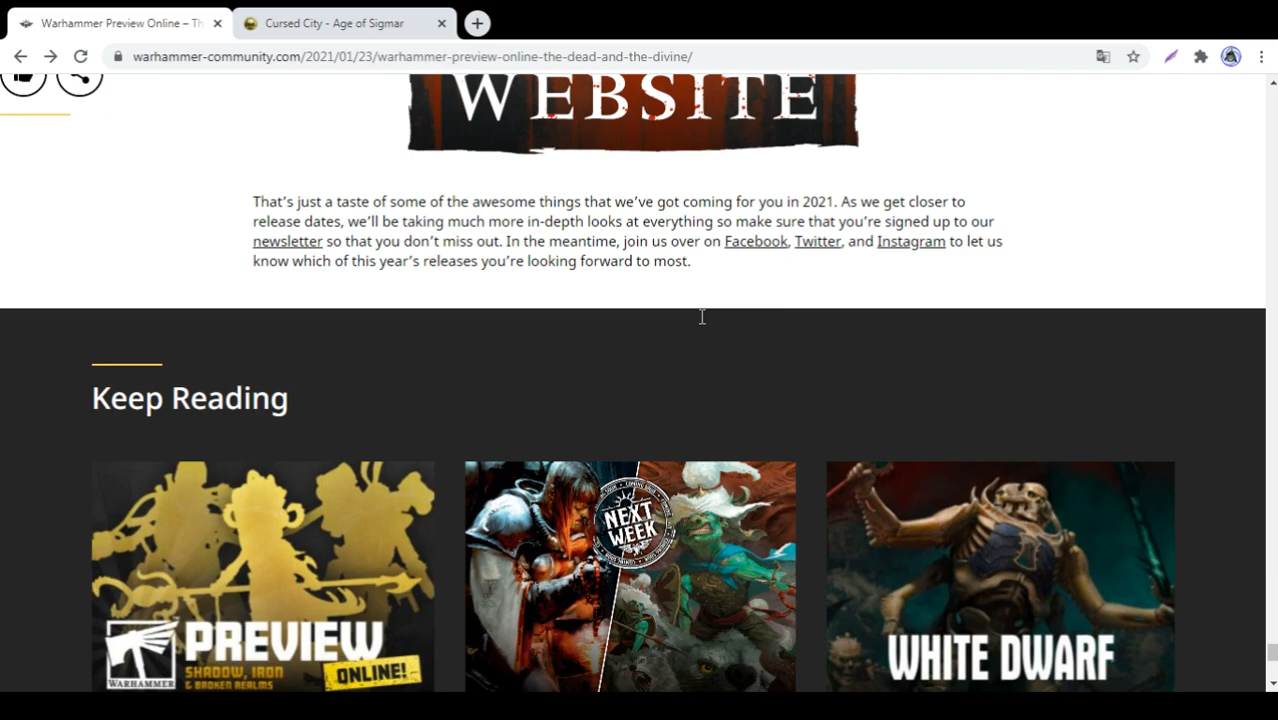 Warhammer Preview Online – Th
Cursed City - Age of Sigmar
warhammer-community.com/2021/01/23/warhammer-preview-online-the-dead-and-the-divine/
WEBSITE
That's just a taste of some of the awesome things that we've got coming for you in 2021. As we get closer to
release dates, we'll be taking much more in-depth looks at everything so make sure that you're signed up to our
newsletter so that you don't miss out. In the meantime, join us over on Facebook, Twitter, and Instagram to let us
know which of this year's releases you're looking forward to most.
Keep Reading
PREVIEW
SHADOW, IRON
& BROKEN REALMS
ONLINE!
WARHAMMER
COMING SOON
NEXT
WEEK
WHITE DWARF